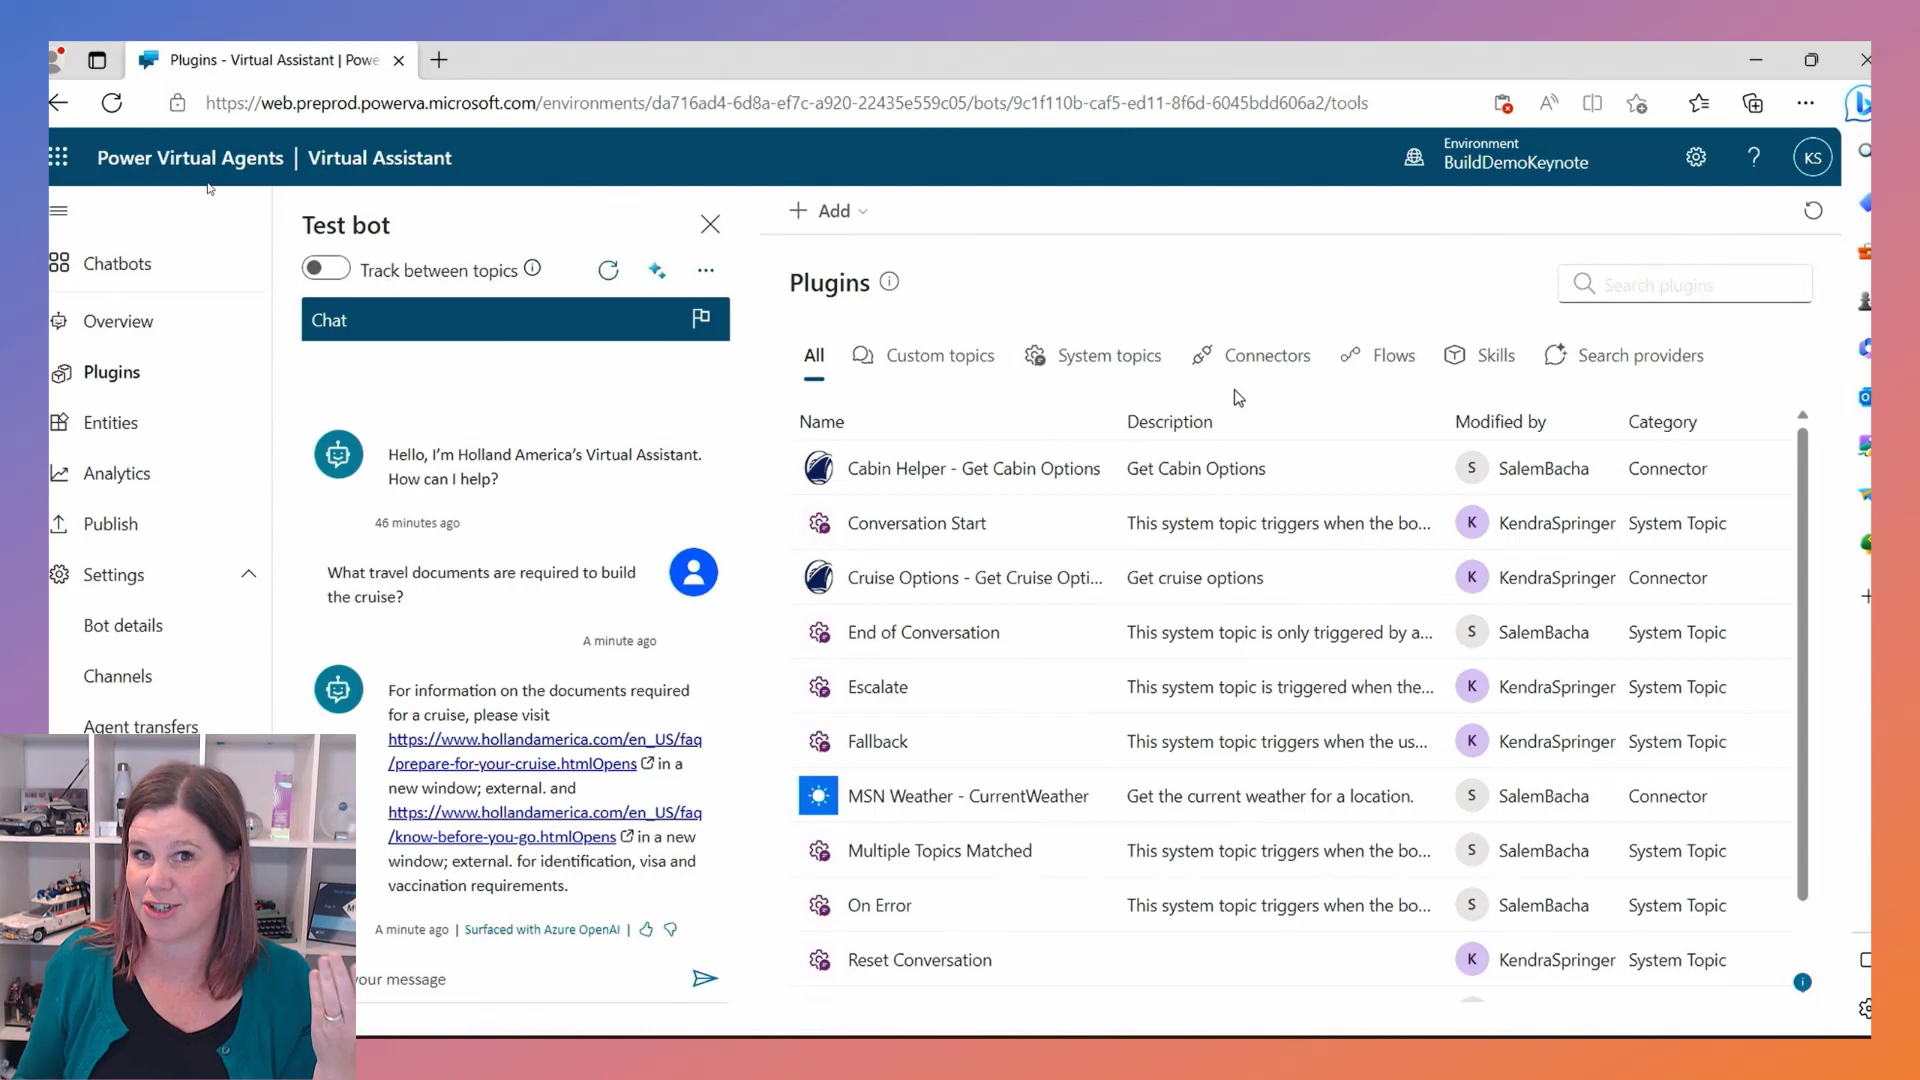 Plugins - Virtual Assistant | Powe
https://web.preprod.powerva.microsoft.com/environments/da716ad4-6d8a-ef7c-a920-22435e559c05/bots/9c1f110b-caf5-ed11-8f6d-6045bdd606a2/tools
Power Virtual Agents | Virtual Assistant
Environment
BuildDemoKeynote
KS
Chatbots
Overview
Plugins
Entities
Analytics
Publish
Settings
Bot details
Channels
Agent transfers
Test bot
Track between topics
Chat
Hello, I'm Holland America's Virtual Assistant.
How can I help?
46 minutes ago
What travel documents are required to build
the cruise?
A minute ago
For information on the documents required
for a cruise, please visit
https://www.hollandamerica.com/en_US/faq
/prepare-for-your-cruise.htmlOpens in a
new window; external. and
https://www.hollandamerica.com/en_US/faq
/know-before-you-go.htmlOpens in a new
window; external. for identification, visa and
vaccination requirements.
A minute ago | Surfaced with Azure OpenAI |
your message
Add
Plugins
Search plugins
All Custom topics System topics Connectors Flows Skills Search providers
Name Description Modified by Category
Cabin Helper - Get Cabin Options Get Cabin Options S SalemBacha Connector
Conversation Start This system topic triggers when the bo... K KendraSpringer System Topic
Cruise Options - Get Cruise Opti... Get cruise options K KendraSpringer Connector
End of Conversation This system topic is only triggered by a... S SalemBacha System Topic
Escalate This system topic is triggered when the... K KendraSpringer System Topic
Fallback This system topic triggers when the us... K KendraSpringer System Topic
MSN Weather - CurrentWeather Get the current weather for a location. S SalemBacha Connector
Multiple Topics Matched This system topic triggers when the bo... S SalemBacha System Topic
On Error This system topic triggers when the bo... S SalemBacha System Topic
Reset Conversation K KendraSpringer System Topic